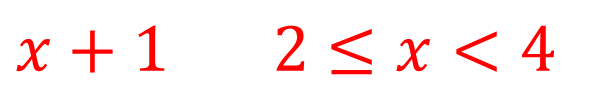 x + 1    2 ≤ x < 4